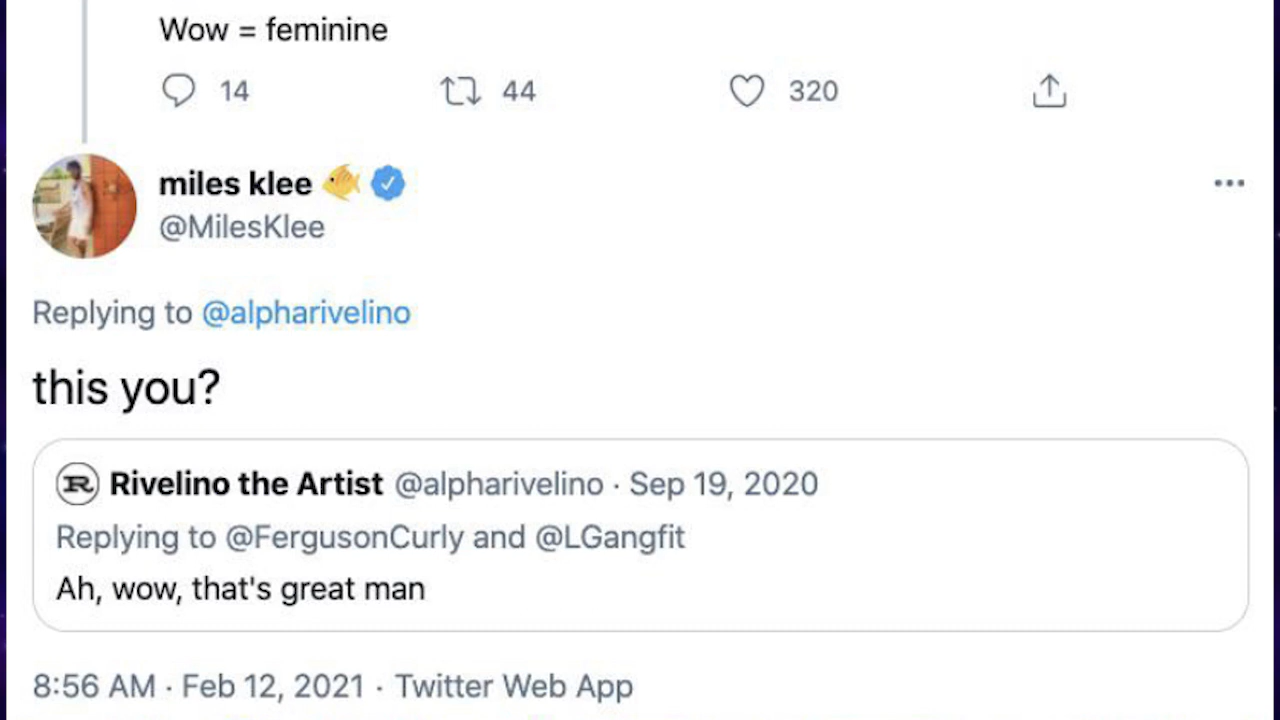 Wow = feminine
14 44 320
miles klee
@MilesKlee
Replying to @alpharivelino
this you?
R Rivelino the Artist @alpharivelino · Sep 19, 2020
Replying to @FergusonCurly and @LGangfit
Ah, wow, that's great man
8:56 AM · Feb 12, 2021 · Twitter Web App